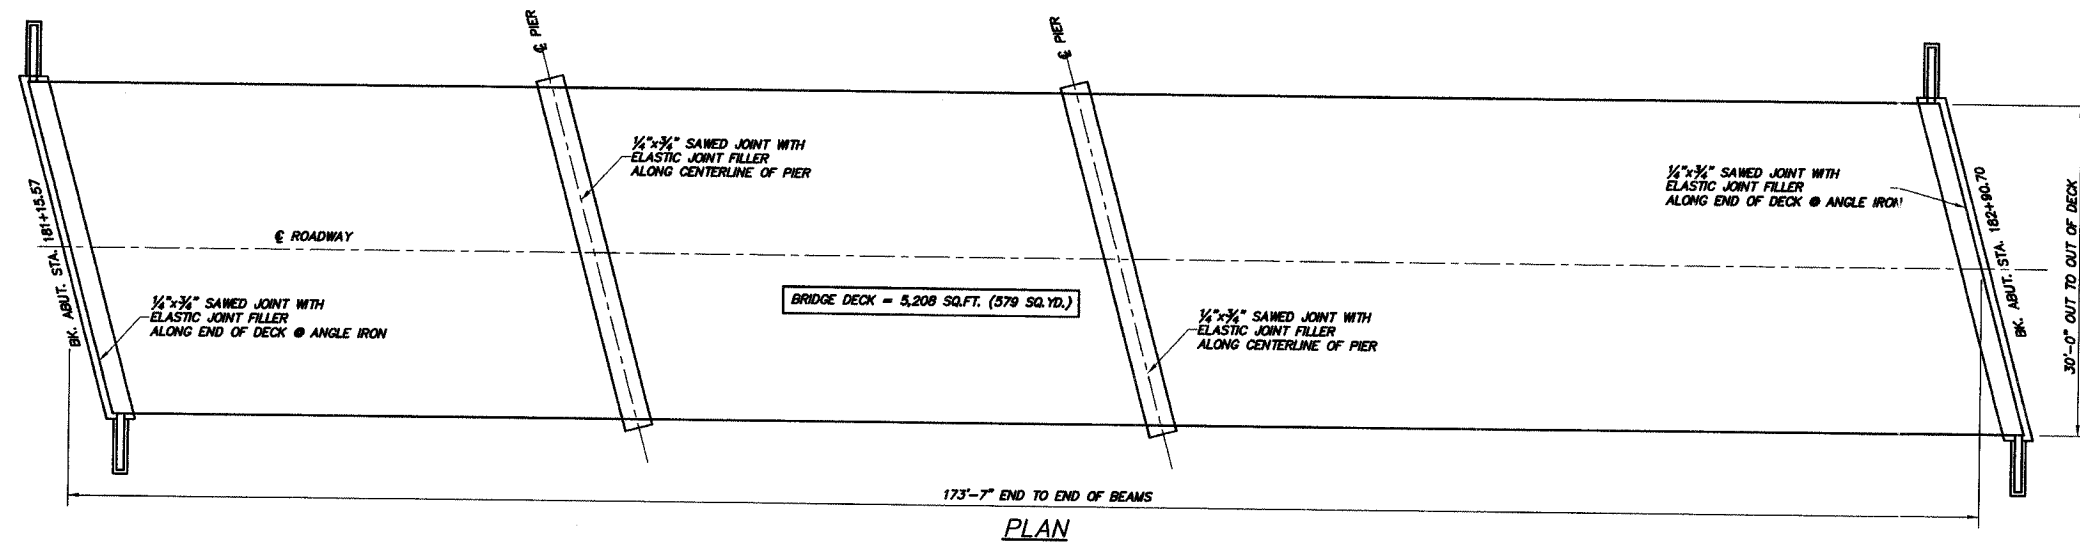 ℄ PIER
℄ PIER
¼"x¾" SAWED JOINT WITH
ELASTIC JOINT FILLER
ALONG CENTERLINE OF PIER
¼"x¾" SAWED JOINT WITH
ELASTIC JOINT FILLER
ALONG END OF DECK @ ANGLE IRON
BK. ABUT. STA. 181+15.57
℄ ROADWAY
BRIDGE DECK = 5,208 SQ.FT. (579 SQ.YD.)
¼"x¾" SAWED JOINT WITH
ELASTIC JOINT FILLER
ALONG END OF DECK @ ANGLE IRON
¼"x¾" SAWED JOINT WITH
ELASTIC JOINT FILLER
ALONG CENTERLINE OF PIER
BK. ABUT. STA. 182+90.70
30'-0" OUT TO OUT OF DECK
173'-7" END TO END OF BEAMS
PLAN